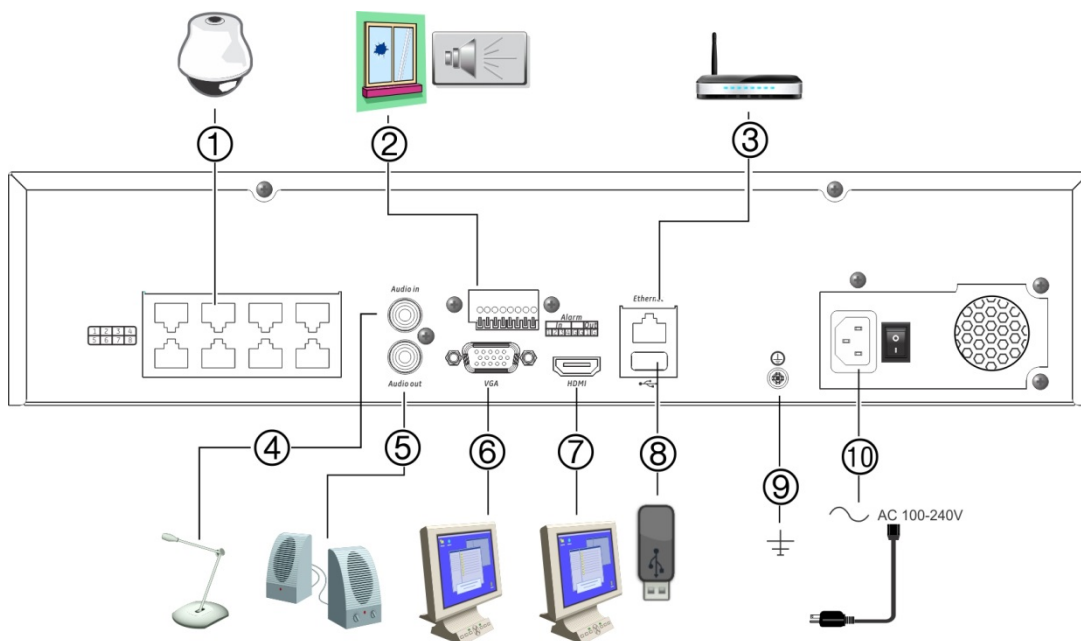 1
2
3
Audio in
Ethern
Alarm
In Out
1 2 3 4
5 6 7 8
Audio out
VGA
HDMI
4
5
6
7
8
9
10
AC 100-240V